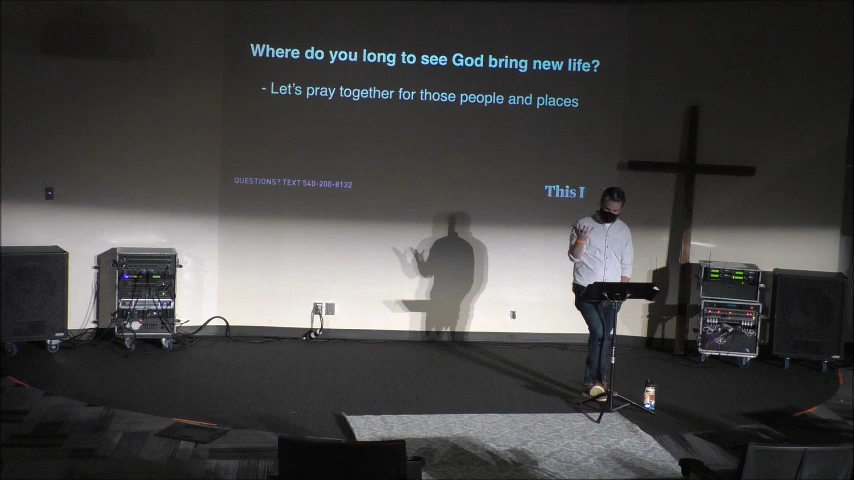 Where do you long to see God bring new life?
- Let's pray together for those people and places
QUESTIONS? TEXT 540-200-8132
This I